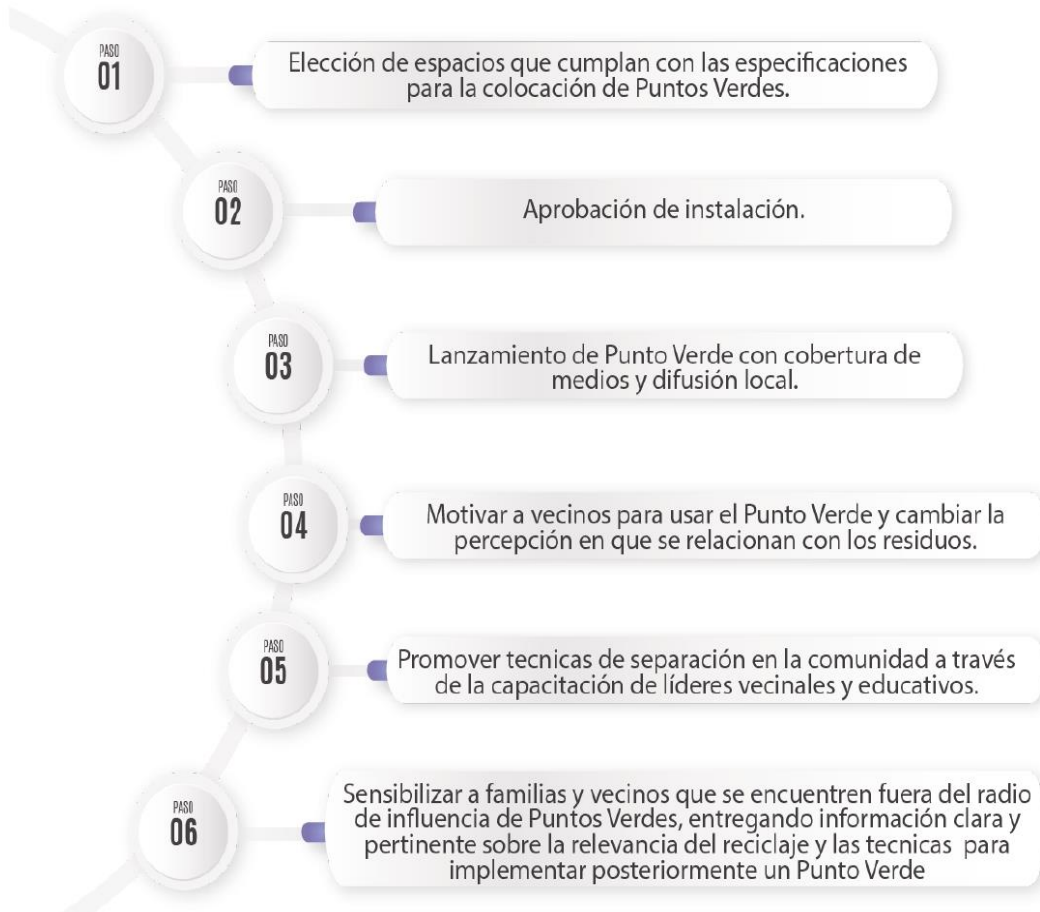 PASO
01
Elección de espacios que cumplan con las especificaciones
para la colocación de Puntos Verdes.
PASO
02
Aprobación de instalación.
PASO
03
Lanzamiento de Punto Verde con cobertura de
medios y difusión local.
PASO
04
Motivar a vecinos para usar el Punto Verde y cambiar la
percepción en que se relacionan con los residuos.
PASO
05
Promover tecnicas de separación en la comunidad a través
de la capacitación de líderes vecinales y educativos.
PASO
06
Sensibilizar a familias y vecinos que se encuentren fuera del radio
de influencia de Puntos Verdes, entregando información clara y
pertinente sobre la relevancia del reciclaje y las tecnicas para
implementar posteriormente un Punto Verde